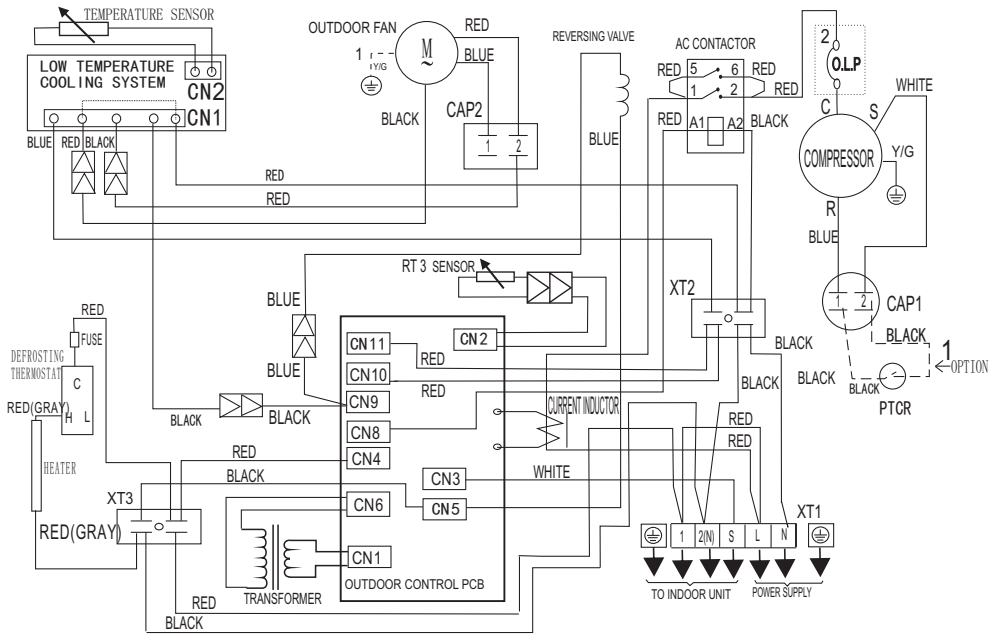 TEMPERATURE SENSOR
LOW TEMPERATURE
COOLING SYSTEM
CN2
CN1
BLUE
RED
BLACK
OUTDOOR FAN
M
1
Y/G
RED
BLUE
BLACK
CAP2
1
2
REVERSING VALVE
BLUE
AC CONTACTOR
RED
5
6
RED
1
2
RED
RED
A1
A2
BLACK
2
O.L.P
C
S
WHITE
COMPRESSOR
Y/G
R
BLUE
1
2
CAP1
BLACK
1
OPTION
BLACK
BLACK
PTCR
RED
RED
RT3 SENSOR
XT2
BLACK
BLACK
BLUE
BLUE
RED
FUSE
DEFROSTING
THERMOSTAT
C
H
L
RED(GRAY)
HEATER
XT3
RED(GRAY)
BLACK
BLACK
RED
BLACK
CN11
CN2
RED
CN10
RED
CN9
CN8
CURRENT INDUCTOR
CN4
CN3
WHITE
CN6
CN5
CN1
OUTDOOR CONTROL PCB
TRANSFORMER
RED
BLACK
RED
RED
XT1
1
2(N)
S
L
N
TO INDOOR UNIT
POWER SUPPLY